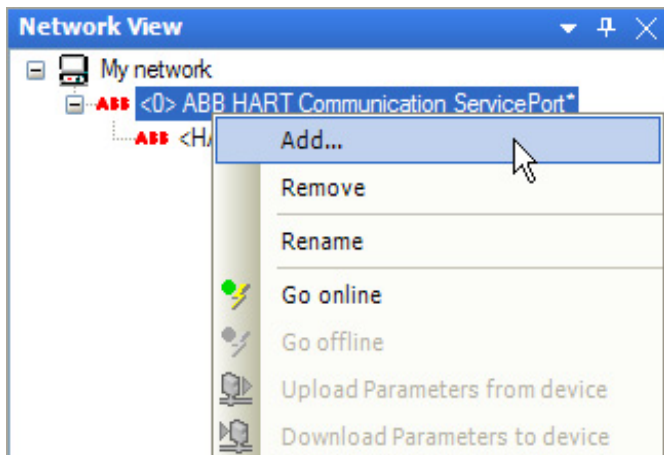 Network View
My network
ABB <0> ABB HART Communication ServicePort*
ABB <HA
Add...
Remove
Rename
Go online
Go offline
Upload Parameters from device
Download Parameters to device